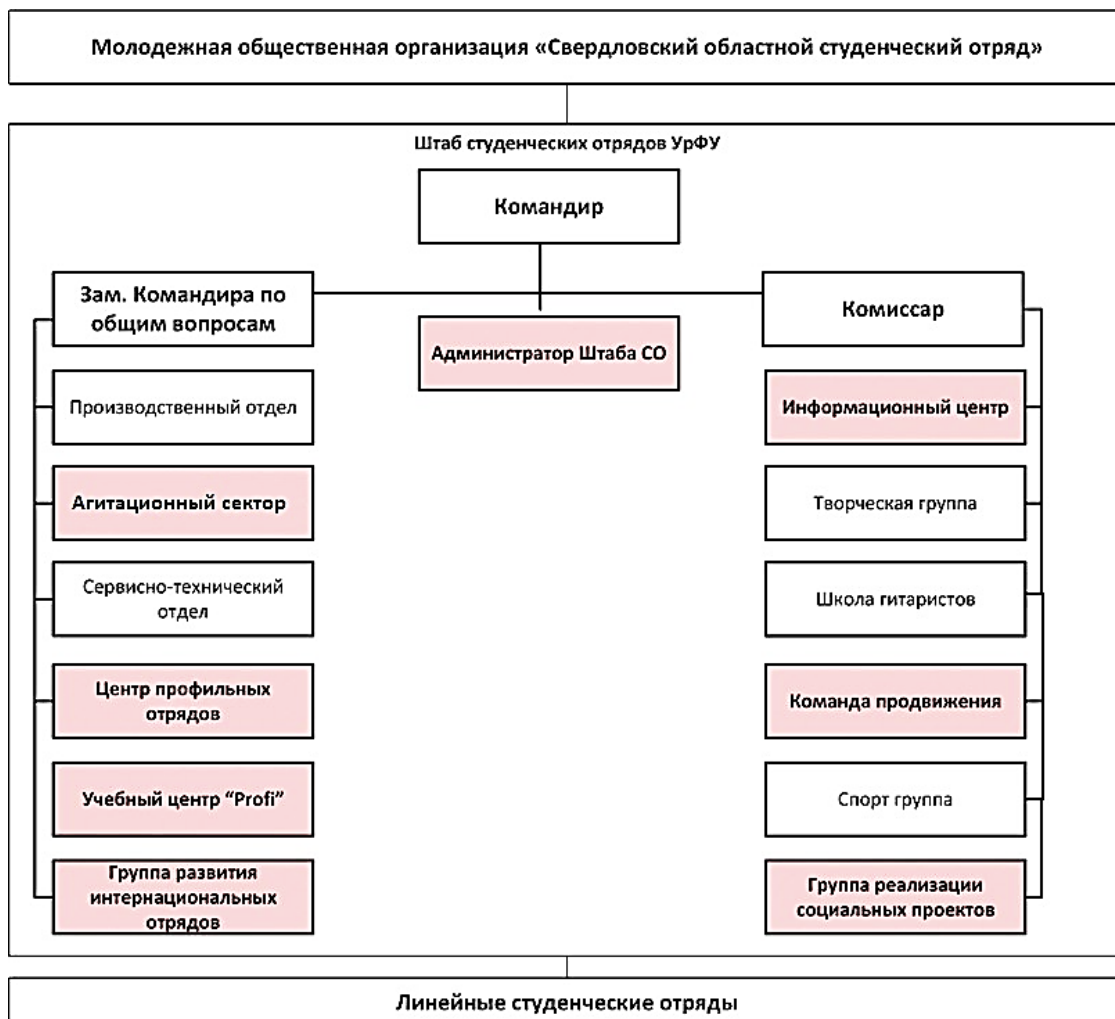 Молодежная общественная организация «Свердловский областной студенческий отряд»
Штаб студенческих отрядов УрФУ
Командир
Зам. Командира по
общим вопросам
Администратор Штаба СО
Комиссар
Производственный отдел
Информационный центр
Агитационный сектор
Творческая группа
Сервисно-технический
отдел
Школа гитаристов
Центр профильных
отрядов
Команда продвижения
Учебный центр “Profi”
Спорт группа
Группа развития
интернациональных
отрядов
Группа реализации
социальных проектов
Линейные студенческие отряды